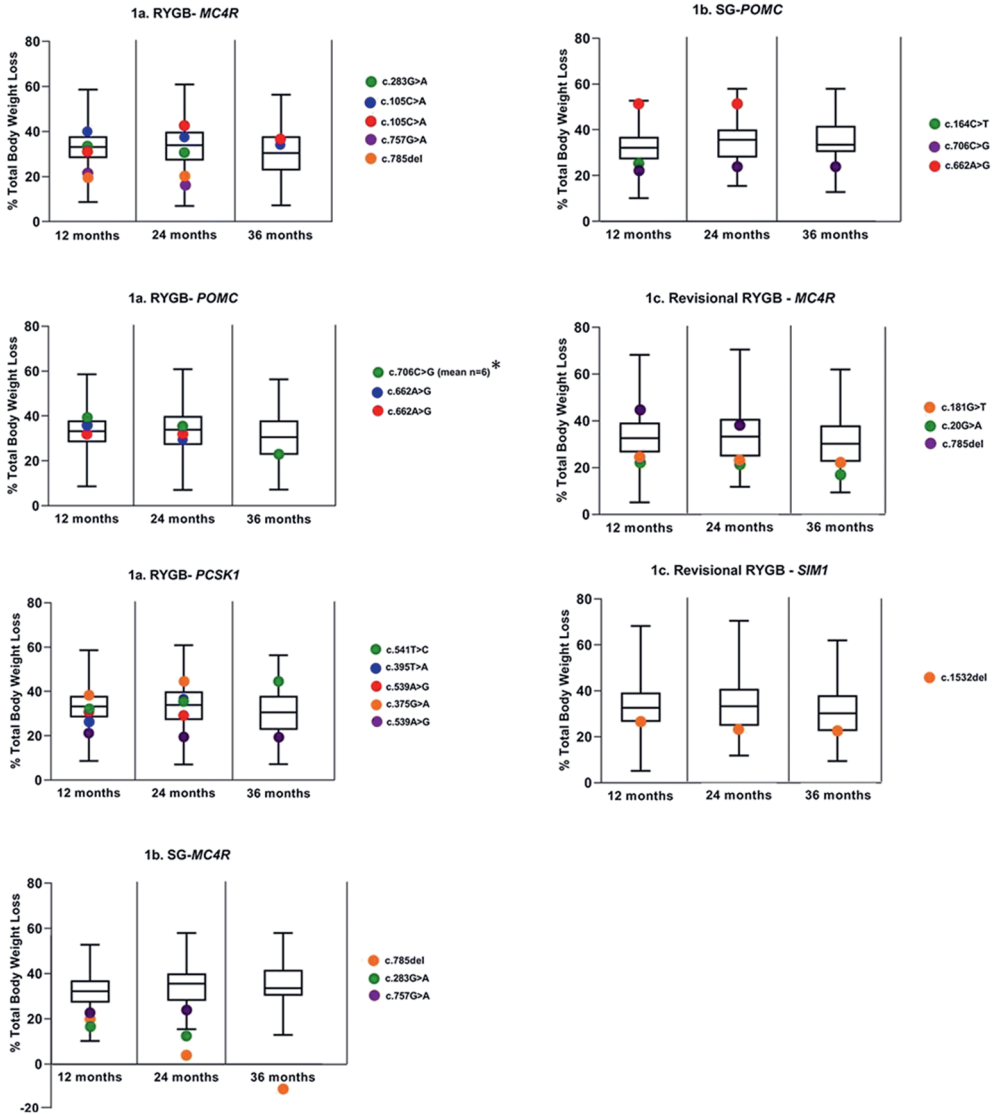 1a. RYGB- MC4R
% Total Body Weight Loss
80
60
40
20
0
12 months
24 months
36 months
c.283G>A
c.105C>A
c.105C>A
c.757G>A
c.785del
1b. SG-POMC
% Total Body Weight Loss
80
60
40
20
0
12 months
24 months
36 months
c.164C>T
c.706C>G
c.662A>G
1a. RYGB- POMC
% Total Body Weight Loss
80
60
40
20
0
12 months
24 months
36 months
c.706C>G (mean n=6)*
c.662A>G
c.662A>G
1c. Revisional RYGB - MC4R
% Total Body Weight Loss
80
60
40
20
0
12 months
24 months
36 months
c.181G>T
c.20G>A
c.785del
1a. RYGB- PCSK1
% Total Body Weight Loss
80
60
40
20
0
12 months
24 months
36 months
c.541T>C
c.395T>A
c.539A>G
c.375G>A
c.539A>G
1c. Revisional RYGB - SIM1
% Total Body Weight Loss
80
60
40
20
0
12 months
24 months
36 months
c.1532del
1b. SG-MC4R
% Total Body Weight Loss
80
60
40
20
0
-20
12 months
24 months
36 months
c.785del
c.283G>A
c.757G>A